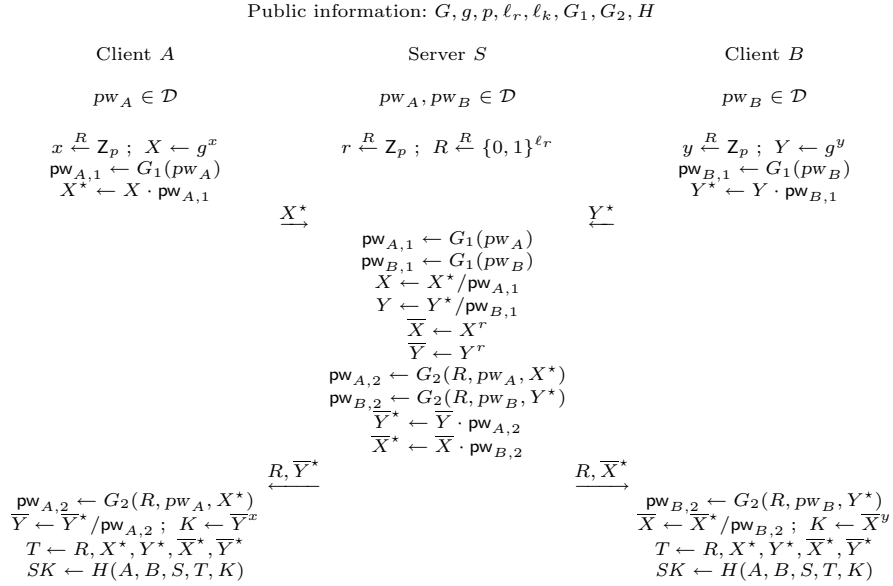 Public information: G, g, p, ℓ_r, ℓ_k, G_1, G_2, H
Client A Server S Client B
pw_A ∈ 𝒟 pw_A, pw_B ∈ 𝒟 pw_B ∈ 𝒟
x ←^R Z_p ; X ← g^x r ←^R Z_p ; R ←^R {0, 1}^{ℓ_r} y ←^R Z_p ; Y ← g^y
pw_{A,1} ← G_1(pw_A) pw_{B,1} ← G_1(pw_B)
X^⋆ ← X · pw_{A,1} Y^⋆ ← Y · pw_{B,1}
X^⋆ → Y^⋆ ←
pw_{A,1} ← G_1(pw_A)
pw_{B,1} ← G_1(pw_B)
X ← X^⋆/pw_{A,1}
Y ← Y^⋆/pw_{B,1}
X̅ ← X^r
Y̅ ← Y^r
pw_{A,2} ← G_2(R, pw_A, X^⋆)
pw_{B,2} ← G_2(R, pw_B, Y^⋆)
Y̅^⋆ ← Y̅ · pw_{A,2}
X̅^⋆ ← X̅ · pw_{B,2}
R, Y̅^⋆ ← R, X̅^⋆ →
pw_{A,2} ← G_2(R, pw_A, X^⋆) pw_{B,2} ← G_2(R, pw_B, Y^⋆)
Y̅ ← Y̅^⋆/pw_{A,2} ; K ← Y̅^x X̅ ← X̅^⋆/pw_{B,2} ; K ← X̅^y
T ← R, X^⋆, Y^⋆, X̅^⋆, Y̅^⋆ T ← R, X^⋆, Y^⋆, X̅^⋆, Y̅^⋆
SK ← H(A, B, S, T, K) SK ← H(A, B, S, T, K)